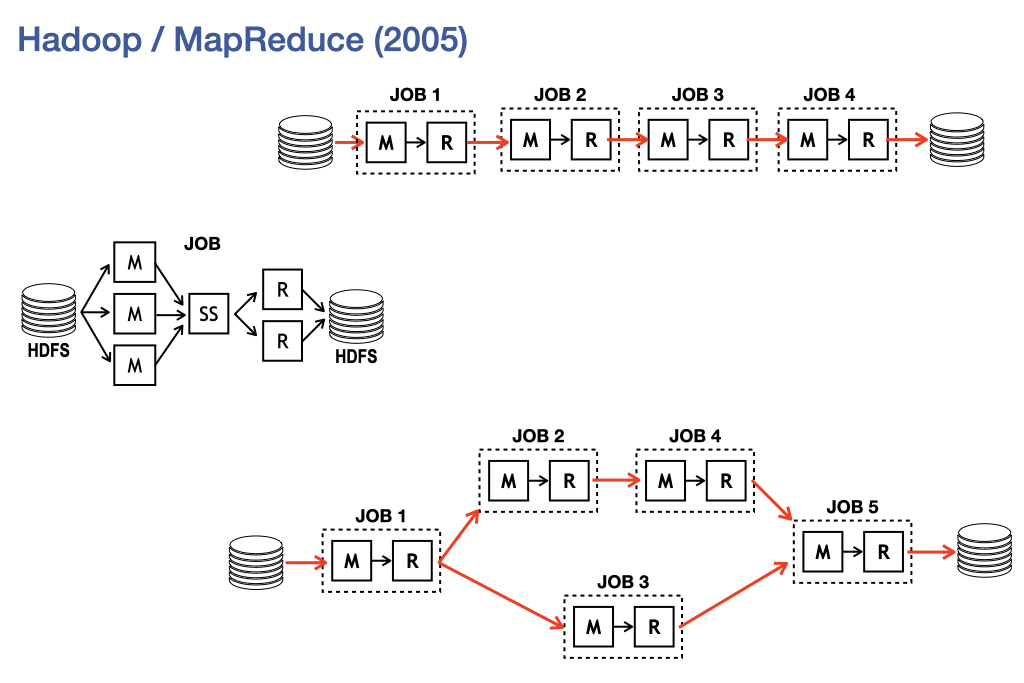 Hadoop / MapReduce (2005)
JOB 1 JOB 2 JOB 3 JOB 4
M R M R M R M R
JOB
M
R
M SS
R
M
HDFS HDFS
JOB 2 JOB 4
M R M R
JOB 1 JOB 5
M R M R
JOB 3
M R